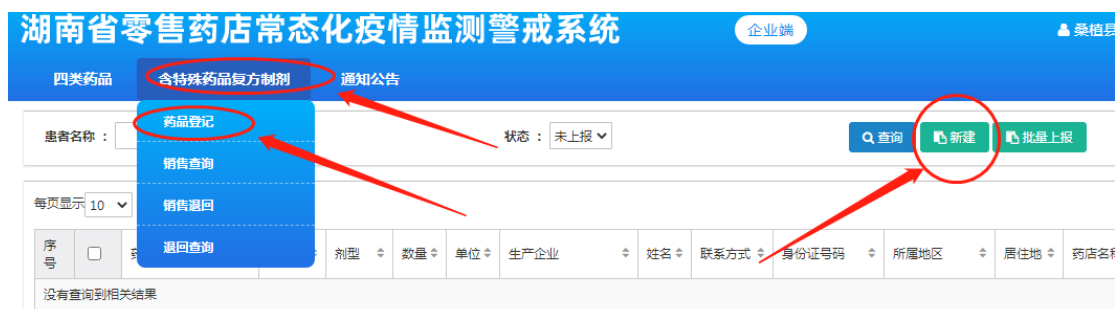 湖南省零售药店常态化疫情监测警戒系统 企业端 桑植县
四类药品 含特殊药品复方制剂 通知公告
药品登记
患者名称： 状态： 未上报 查询 新建 批量上报
销售查询
每页显示 10 销售退回
退回查询
序号 剂型 数量 单位 生产企业 姓名 联系方式 身份证号码 所属地区 居住地 药店名称
没有查询到相关结果